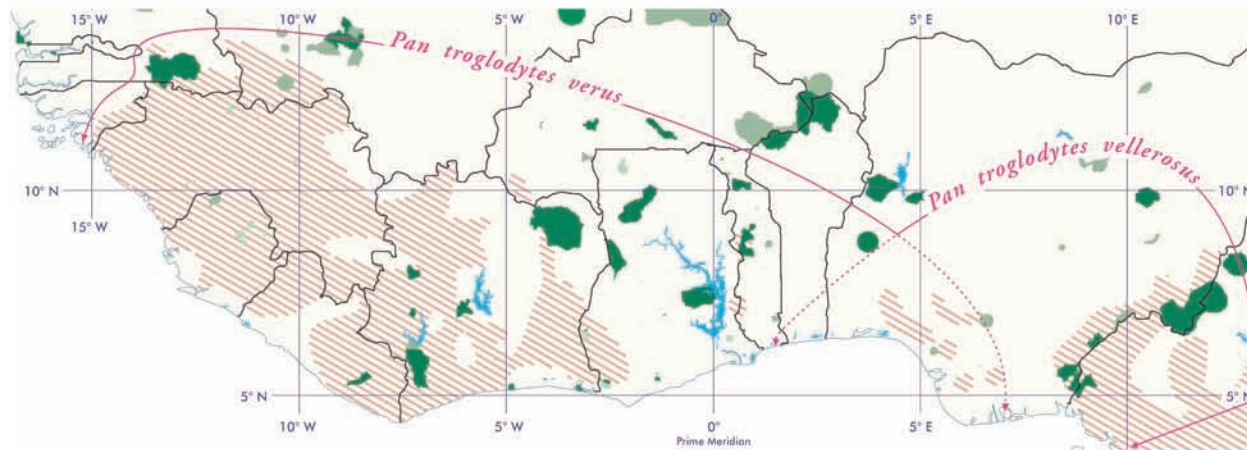 15° W
10° W
5° W
0°
5° E
10° E
Pan troglodytes verus
Pan troglodytes vellerosus
10° N
10° N
15° W
5° N
5° N
10° W
5° W
0°
5° E
10° E
Prime Meridian